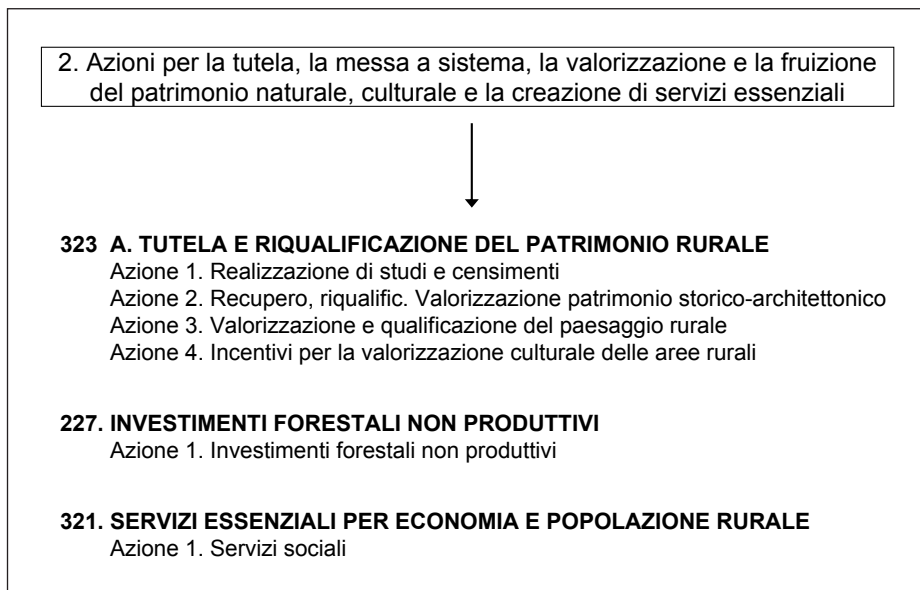 2. Azioni per la tutela, la messa a sistema, la valorizzazione e la fruizione
del patrimonio naturale, culturale e la creazione di servizi essenziali
323 A. TUTELA E RIQUALIFICAZIONE DEL PATRIMONIO RURALE
Azione 1. Realizzazione di studi e censimenti
Azione 2. Recupero, riqualific. Valorizzazione patrimonio storico-architettonico
Azione 3. Valorizzazione e qualificazione del paesaggio rurale
Azione 4. Incentivi per la valorizzazione culturale delle aree rurali
227. INVESTIMENTI FORESTALI NON PRODUTTIVI
Azione 1. Investimenti forestali non produttivi
321. SERVIZI ESSENZIALI PER ECONOMIA E POPOLAZIONE RURALE
Azione 1. Servizi sociali